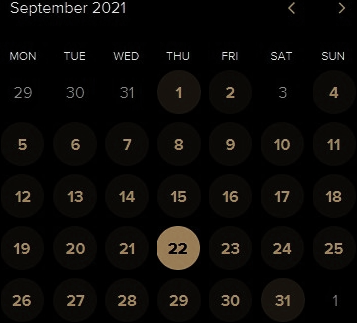 September 2021
MON TUE WED THU FRI SAT SUN
29 30 31 1 2 3 4
5 6 7 8 9 10 11
12 13 14 15 16 17 18
19 20 21 22 23 24 25
26 27 28 29 30 31 1